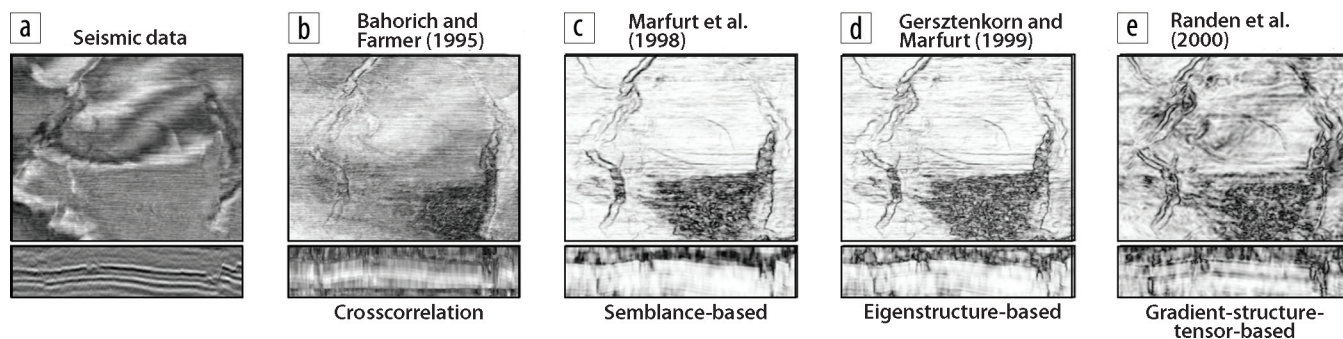 a
Seismic data
b
Bahorich and
Farmer (1995)
c
Marfurt et al.
(1998)
d
Gersztenkorn and
Marfurt (1999)
e
Randen et al.
(2000)
Crosscorrelation
Semblance-based
Eigenstructure-based
Gradient-structure-
tensor-based